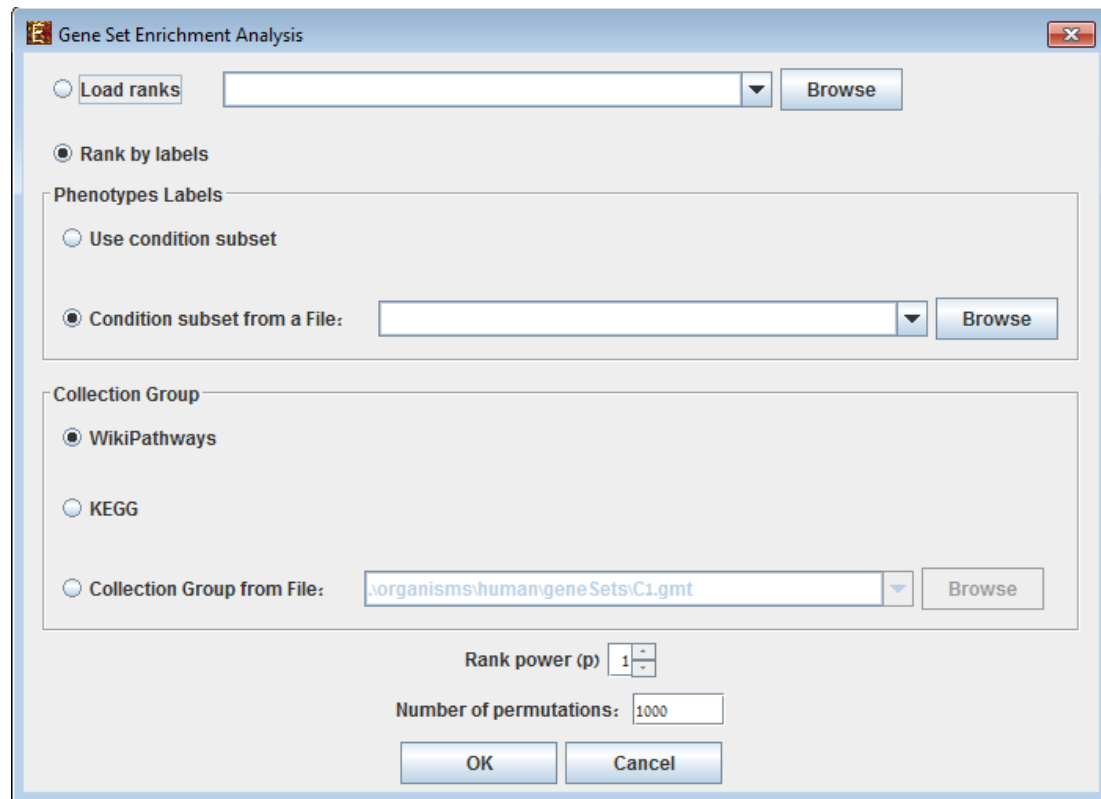 Gene Set Enrichment Analysis
Load ranks Browse
Rank by labels
Phenotypes Labels
Use condition subset
Condition subset from a File: Browse
Collection Group
WikiPathways
KEGG
Collection Group from File: .\organisms\human\geneSets\C1.gmt Browse
Rank power (p) 1
Number of permutations: 1000
OK Cancel